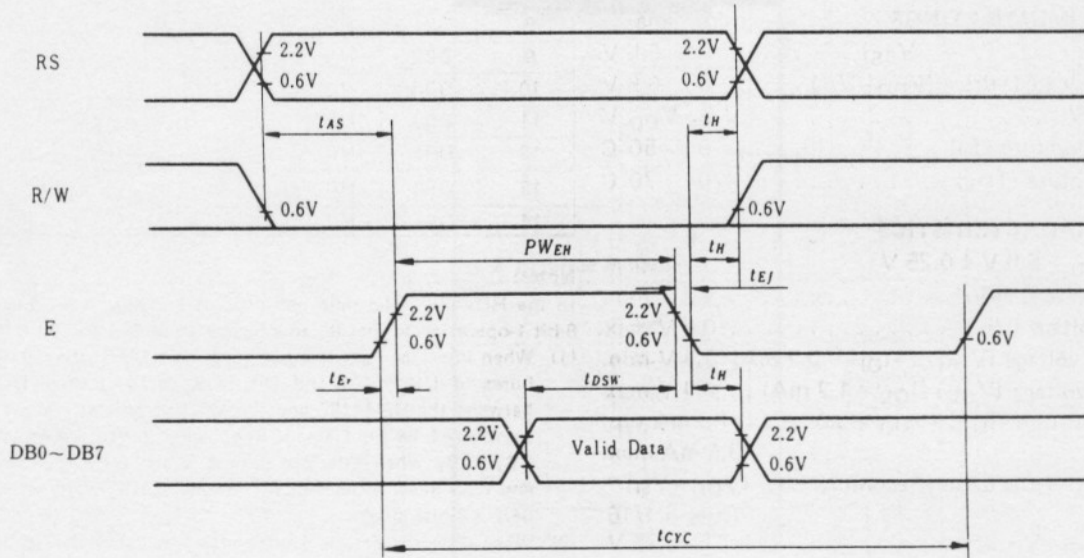 RS
2.2V
0.6V
2.2V
0.6V
tAS
tH
R/W
0.6V
0.6V
PWEH
tH
tEf
E
2.2V
0.6V
2.2V
0.6V
0.6V
tEr
tDSW
tH
DB0~DB7
2.2V
0.6V
Valid Data
2.2V
0.6V
tCYC